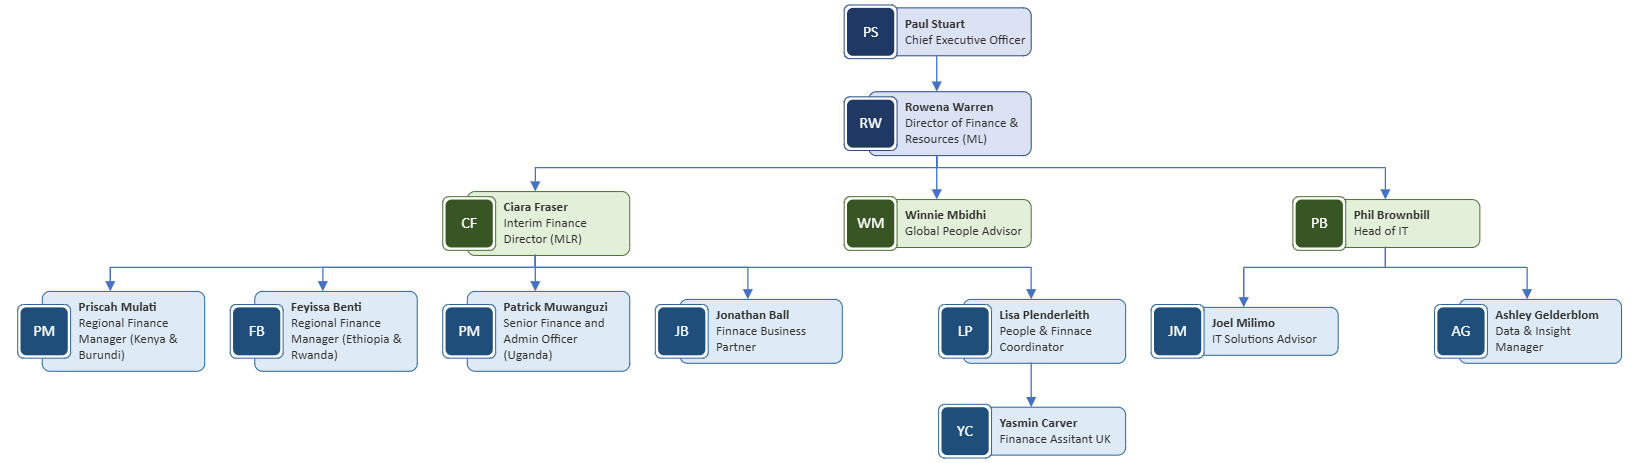 PS
Paul Stuart
Chief Executive Officer
RW
Rowena Warren
Director of Finance &
Resources (ML)
CF
Ciara Fraser
Interim Finance
Director (MLR)
WM
Winnie Mbidhi
Global People Advisor
PB
Phil Brownbill
Head of IT
PM
Priscah Mulati
Regional Finance
Manager (Kenya &
Burundi)
FB
Feyissa Benti
Regional Finance
Manager (Ethiopia &
Rwanda)
PM
Patrick Muwanguzi
Senior Finance and
Admin Officer
(Uganda)
JB
Jonathan Ball
Finnace Business
Partner
LP
Lisa Plenderleith
People & Finnace
Coordinator
JM
Joel Milimo
IT Solutions Advisor
AG
Ashley Gelderblom
Data & Insight
Manager
YC
Yasmin Carver
Finanace Assitant UK